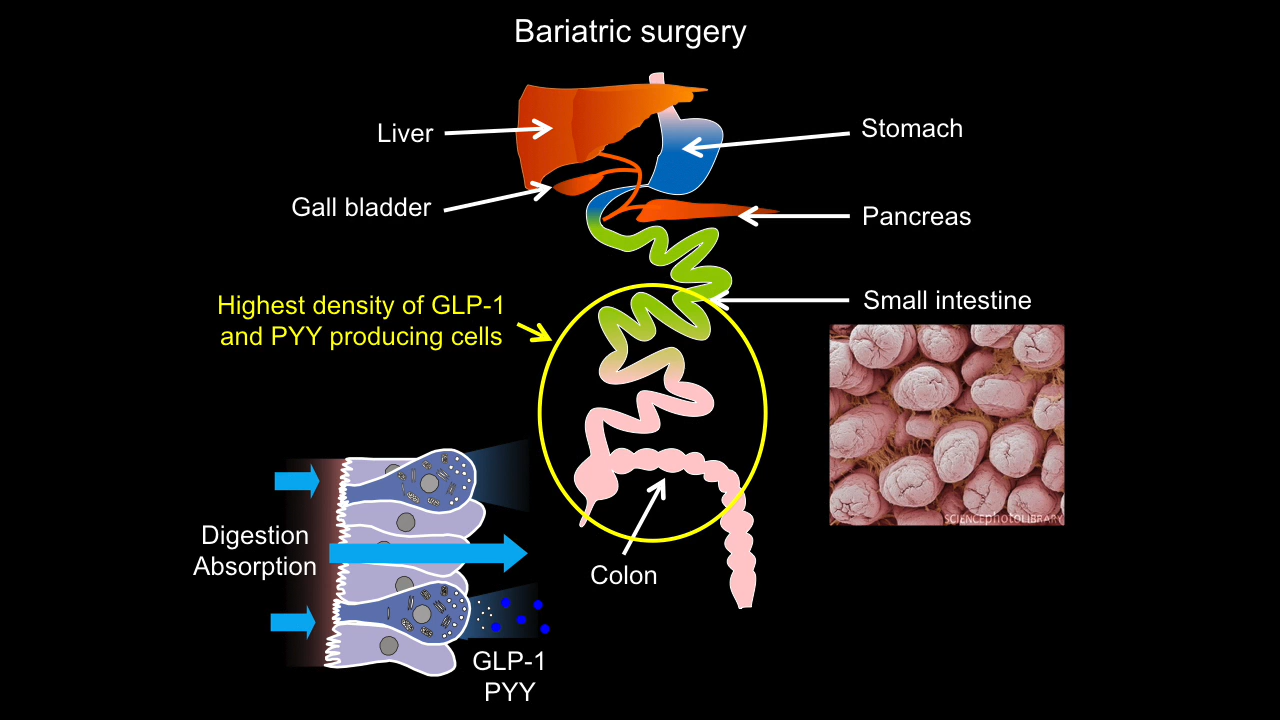 Bariatric surgery
Liver
Stomach
Gall bladder
Pancreas
Highest density of GLP-1
and PYY producing cells
Small intestine
SCIENCEPHOTOLIBRARY
Digestion
Absorption
Colon
GLP-1
PYY